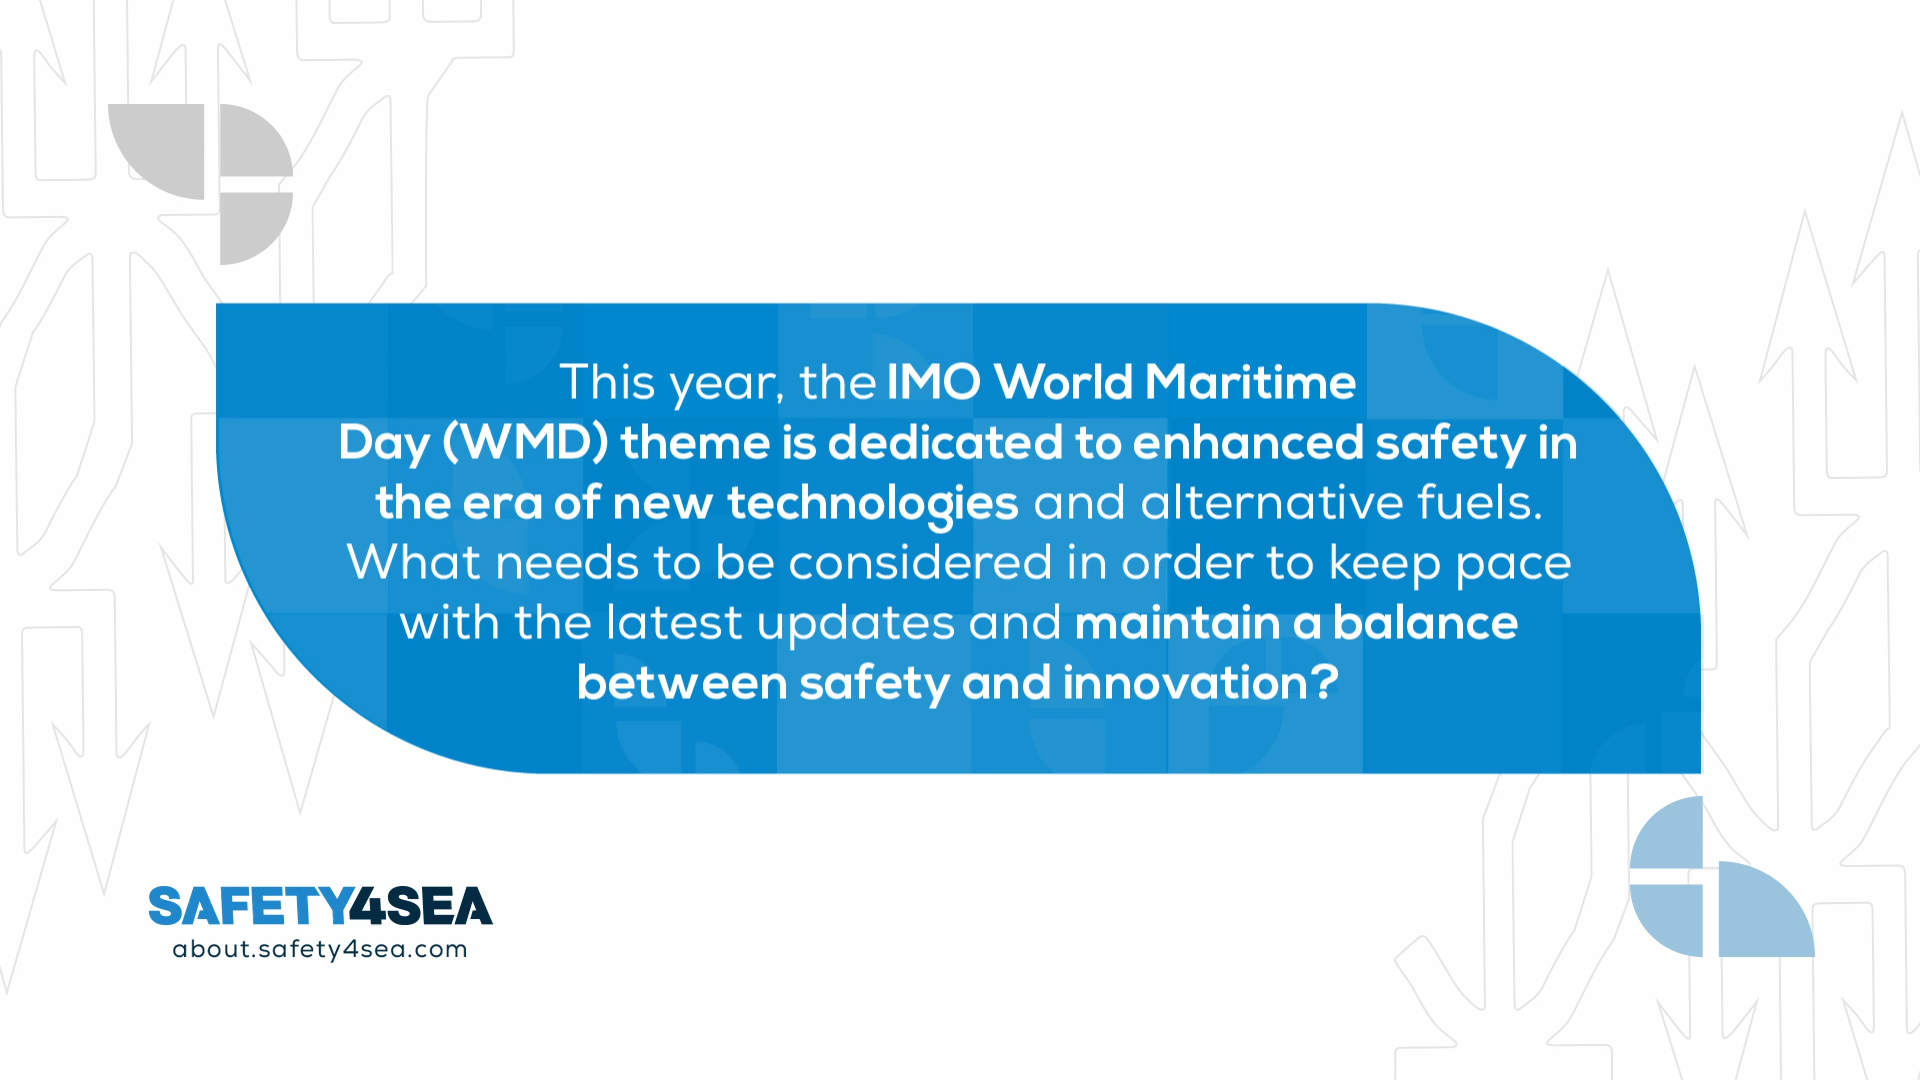 This year, the IMO World Maritime
Day (WMD) theme is dedicated to enhanced safety in
the era of new technologies and alternative fuels.
What needs to be considered in order to keep pace
with the latest updates and maintain a balance
between safety and innovation?
SAFETY4SEA
about.safety4sea.com